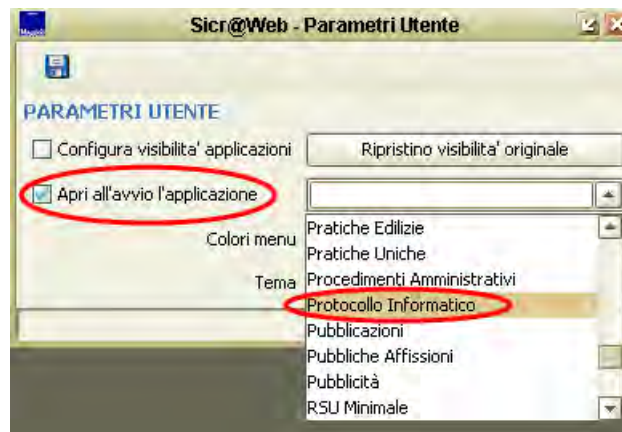 Sicr@Web - Parametri Utente
PARAMETRI UTENTE
Configura visibilita' applicazioni
Ripristino visibilita' originale
Apri all'avvio l'applicazione
Colori menu
Tema
Pratiche Edilizie
Pratiche Uniche
Procedimenti Amministrativi
Protocollo Informatico
Pubblicazioni
Pubbliche Affissioni
Pubblicità
RSU Minimale